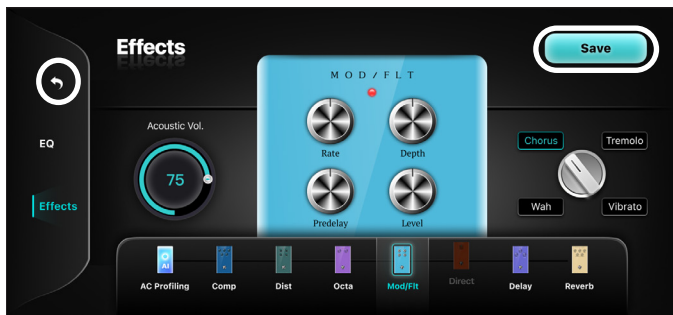 Effects
Save
MOD/FLT
EQ
Acoustic Vol.
Rate
Depth
Chorus
Tremolo
75
Effects
Wah
Vibrato
Predelay
Level
AI
AC Profiling
Comp
Dist
Octa
Mod/Flt
Direct
Delay
Reverb